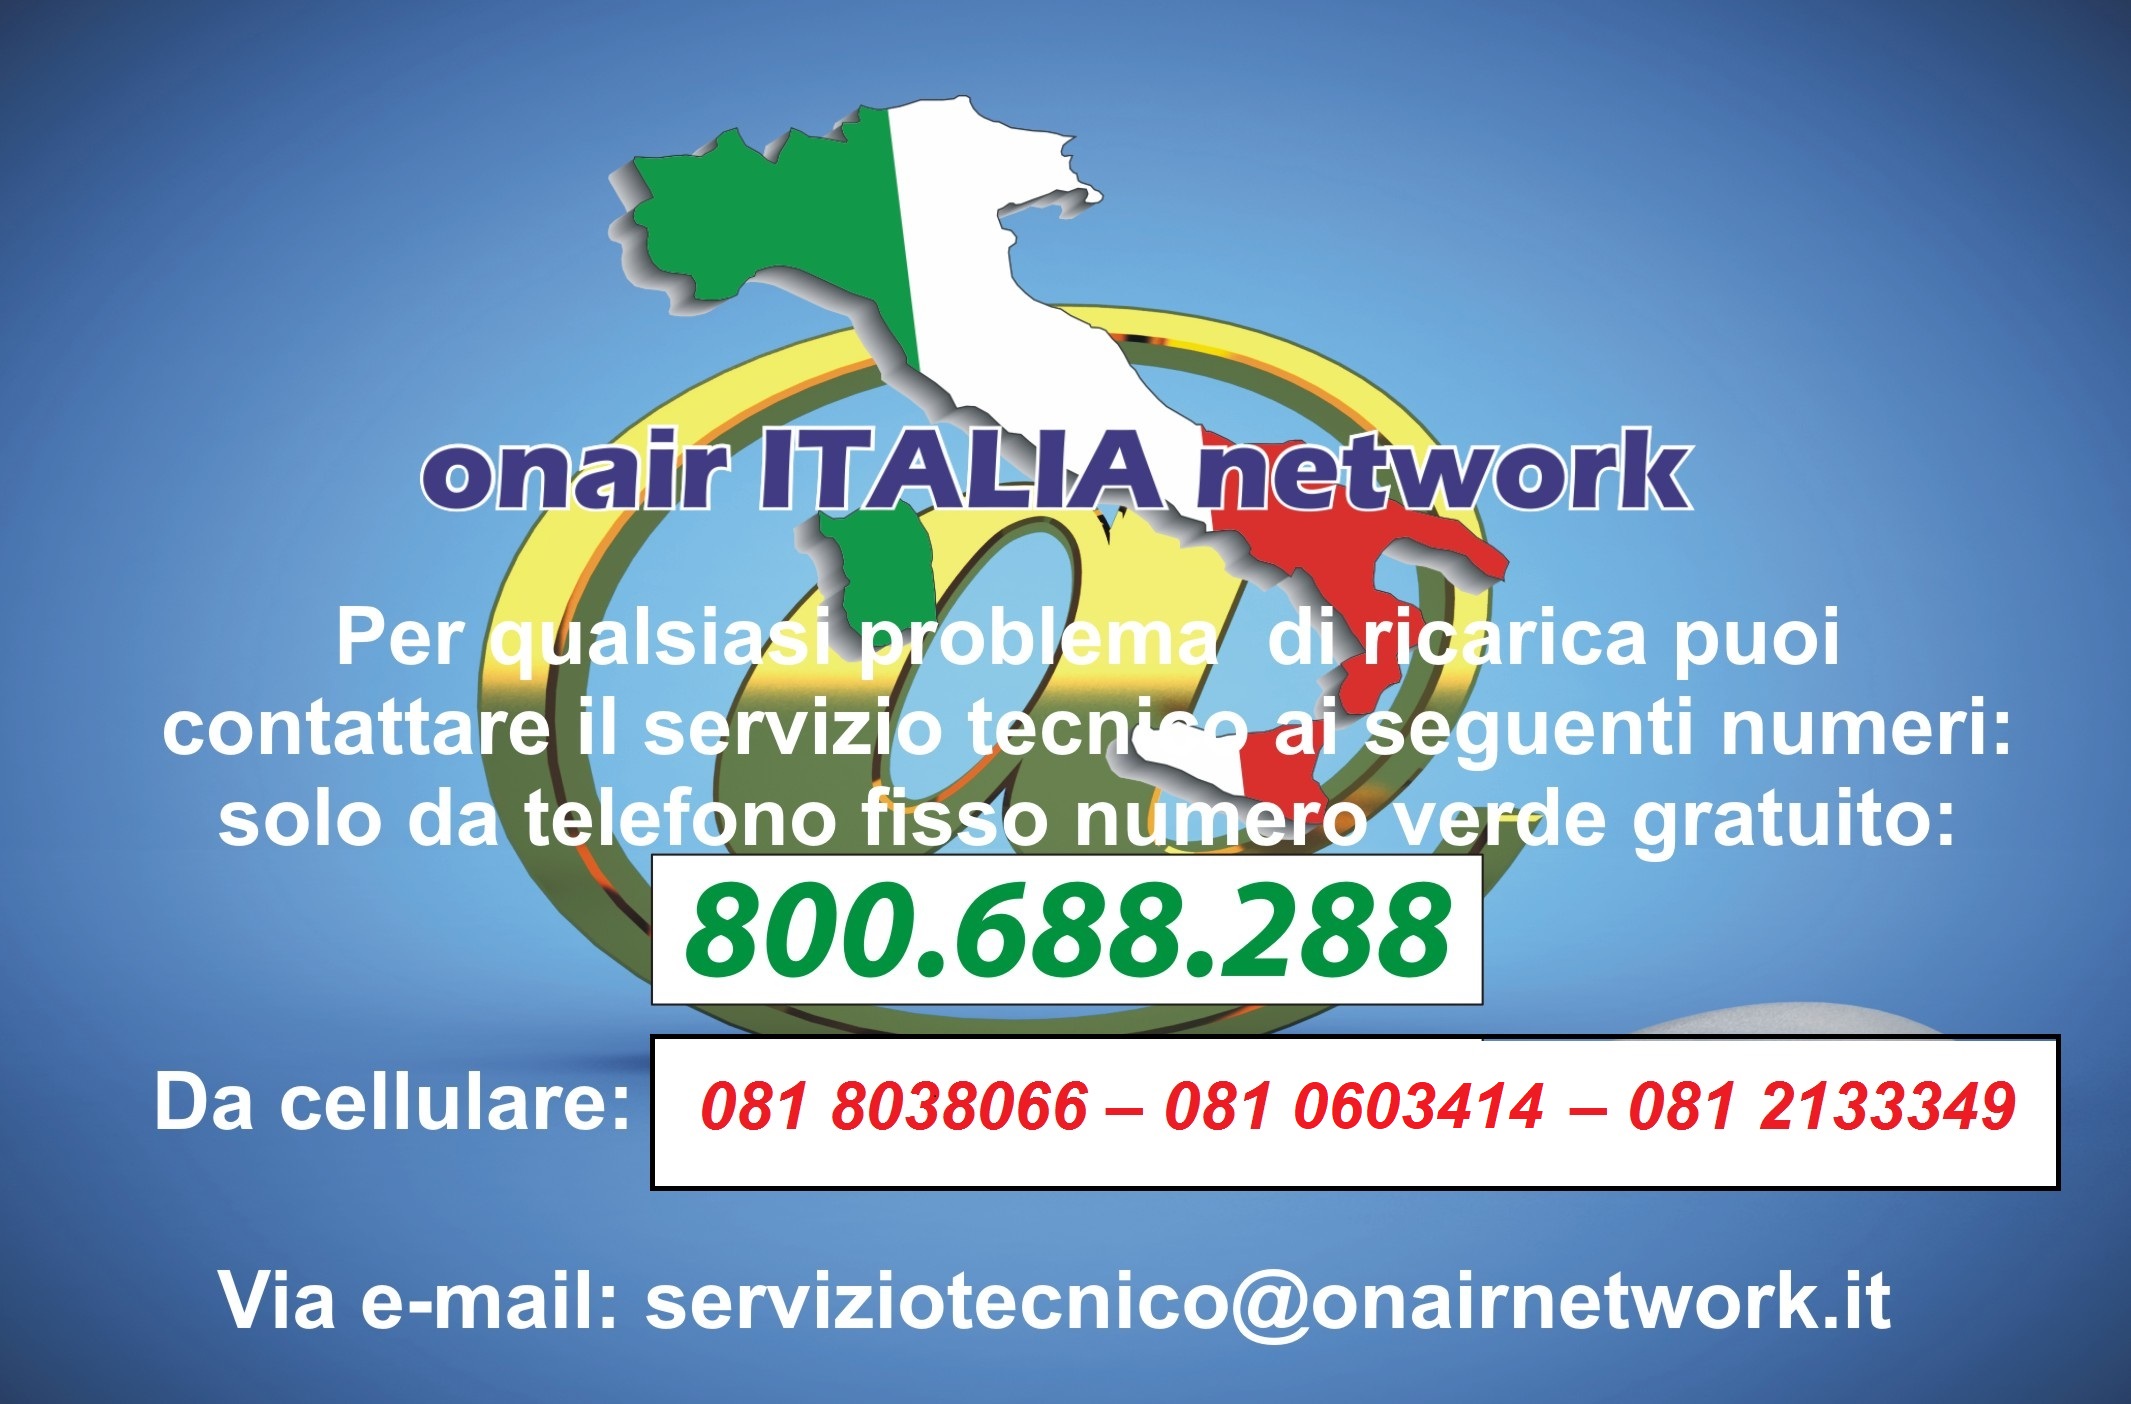 onair ITALIA network
Per qualsiasi problema di ricarica puoi
contattare il servizio tecnico ai seguenti numeri:
solo da telefono fisso numero verde gratuito:
800.688.288
Da cellulare: 081 8038066 – 081 0603414 – 081 2133349
Via e-mail: serviziotecnico@onairnetwork.it